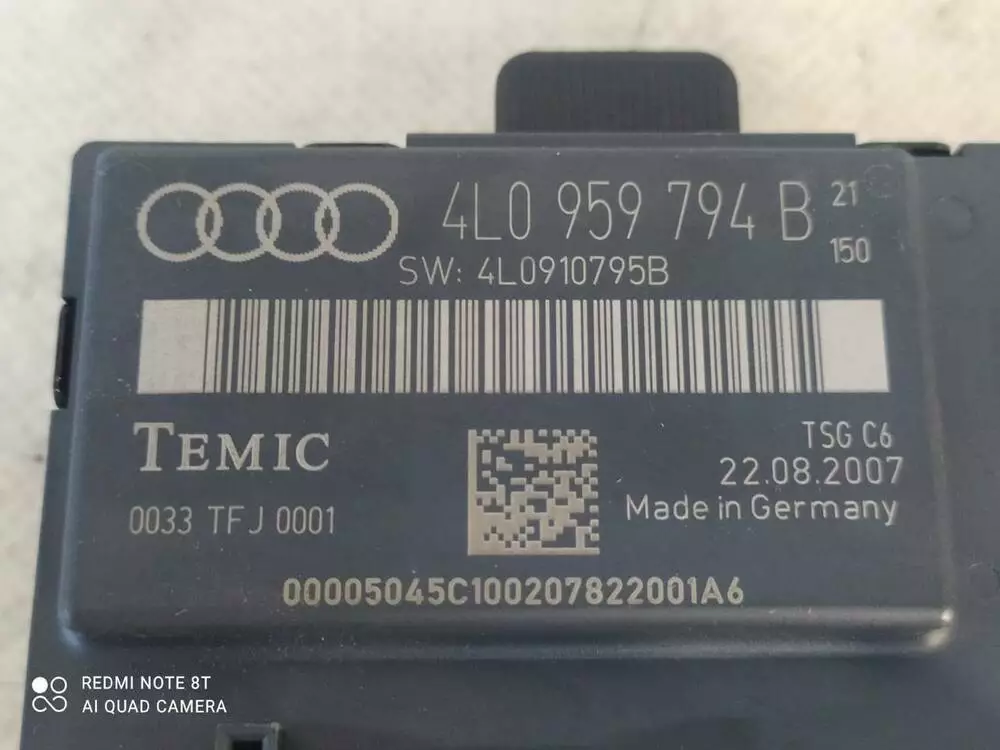 4L0 959 794 B 21
150
SW: 4L0910795B
TEMIC
TSG C6
22.08.2007
0033 TFJ 0001
Made in Germany
00005045C100207822001A6
REDMI NOTE 8T
AI QUAD CAMERA